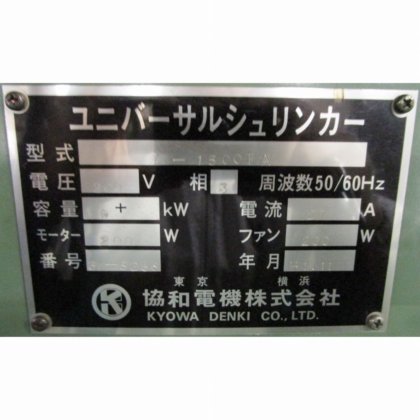 ユニバーサルシュリンカー
型式
電圧 V 相 3 周波数50/60Hz
容量 + kW 電流 A
モーター W ファン W
番号 年月
東京 横浜
協和電機株式会社
KYOWA DENKI CO., LTD.